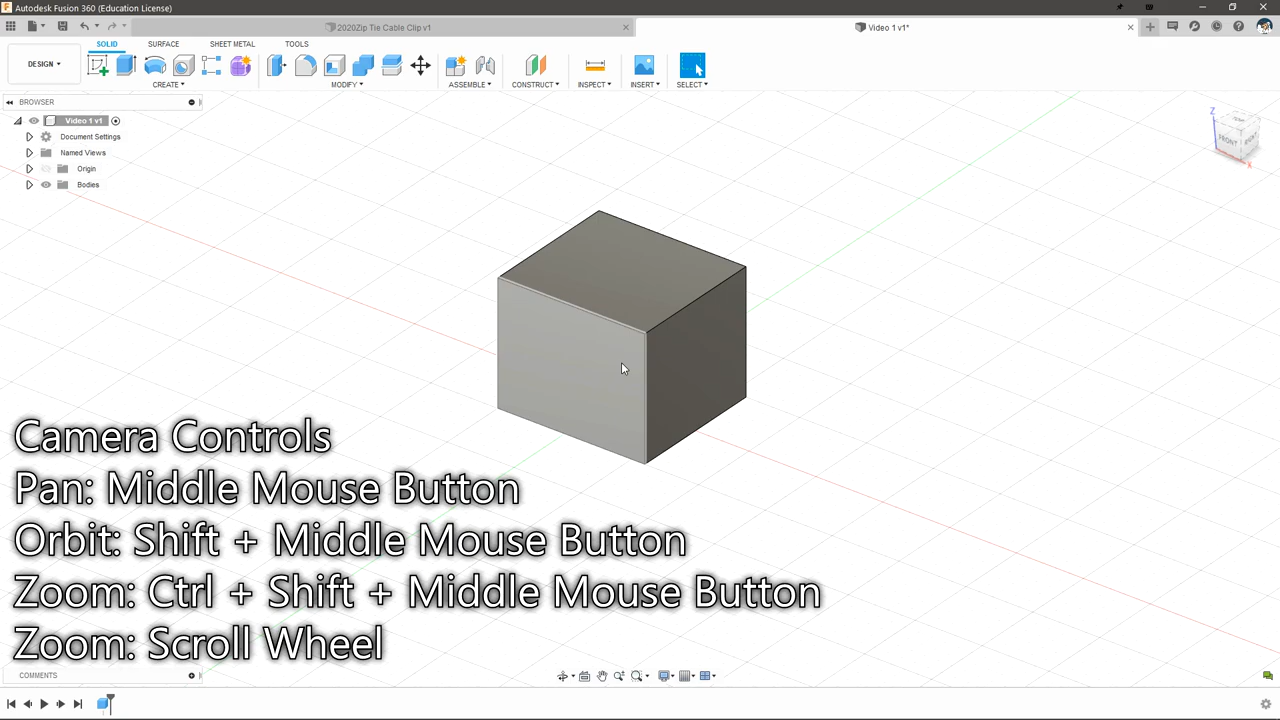 Autodesk Fusion 360 (Education License)
2020Zip Tie Cable Clip v1
Video 1 v1*
DESIGN
SOLID
SURFACE
SHEET METAL
TOOLS
CREATE
MODIFY
ASSEMBLE
CONSTRUCT
INSPECT
INSERT
SELECT
BROWSER
Video 1 v1
Document Settings
Named Views
Origin
Bodies
Z
TOP
FRONT
RIGHT
X
Camera Controls
Pan: Middle Mouse Button
Orbit: Shift + Middle Mouse Button
Zoom: Ctrl + Shift + Middle Mouse Button
Zoom: Scroll Wheel
COMMENTS